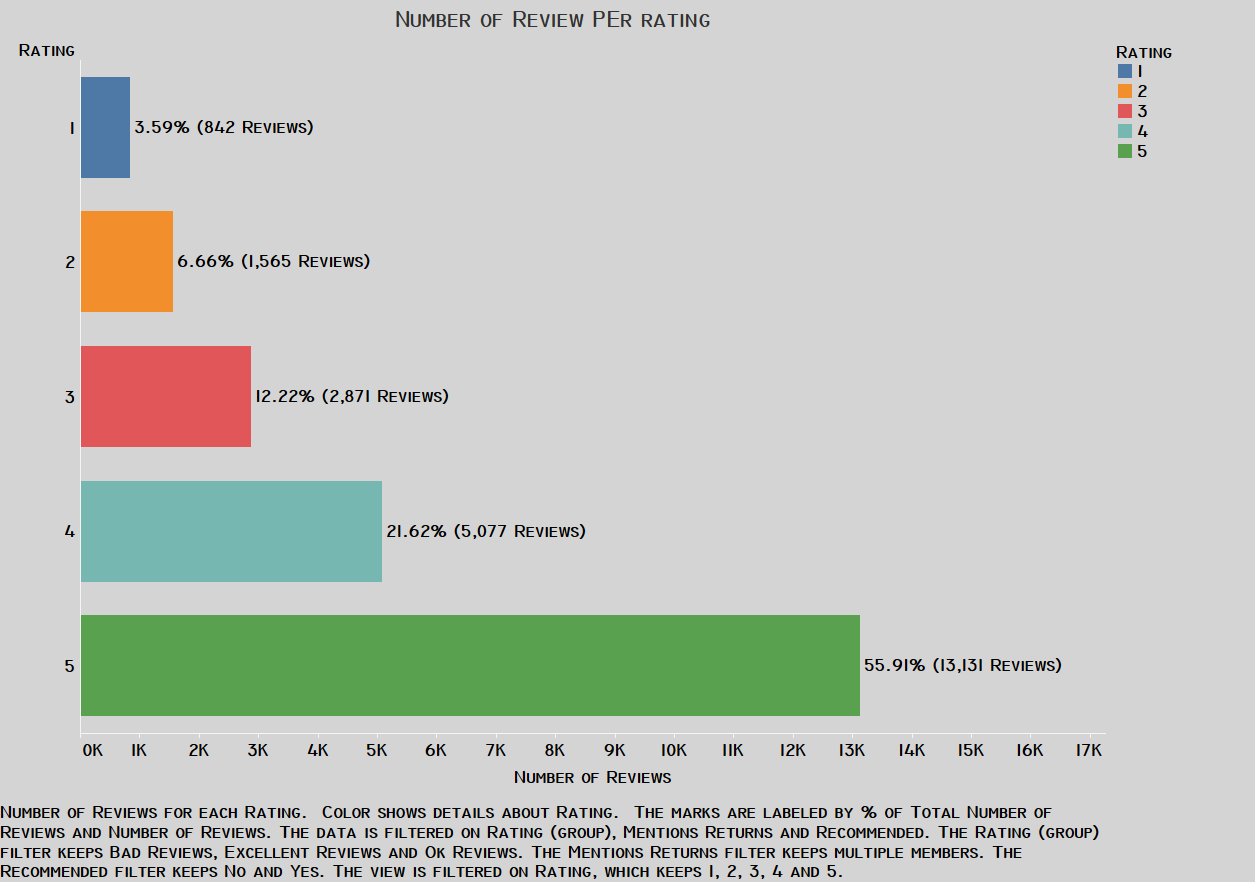 Number of Review PEr rating
Rating
1
3.59% (842 Reviews)
2
6.66% (1,565 Reviews)
3
12.22% (2,871 Reviews)
4
21.62% (5,077 Reviews)
5
55.91% (13,131 Reviews)
0K 1K 2K 3K 4K 5K 6K 7K 8K 9K 10K 11K 12K 13K 14K 15K 16K 17K
Number of Reviews
Rating
1
2
3
4
5
Number of Reviews for each Rating. Color shows details about Rating. The marks are labeled by % of Total Number of
Reviews and Number of Reviews. The data is filtered on Rating (group), Mentions Returns and Recommended. The Rating (group)
filter keeps Bad Reviews, Excellent Reviews and Ok Reviews. The Mentions Returns filter keeps multiple members. The
Recommended filter keeps No and Yes. The view is filtered on Rating, which keeps 1, 2, 3, 4 and 5.